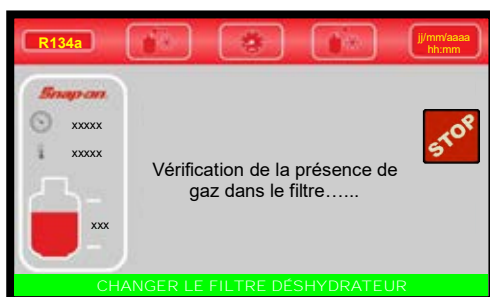 R134a
jj/mm/aaaa
hh:mm
Snap-on
xxxxx
xxxxx
xxx
STOP
Vérification de la présence de
gaz dans le filtre…...
CHANGER LE FILTRE DÉSHYDRATEUR